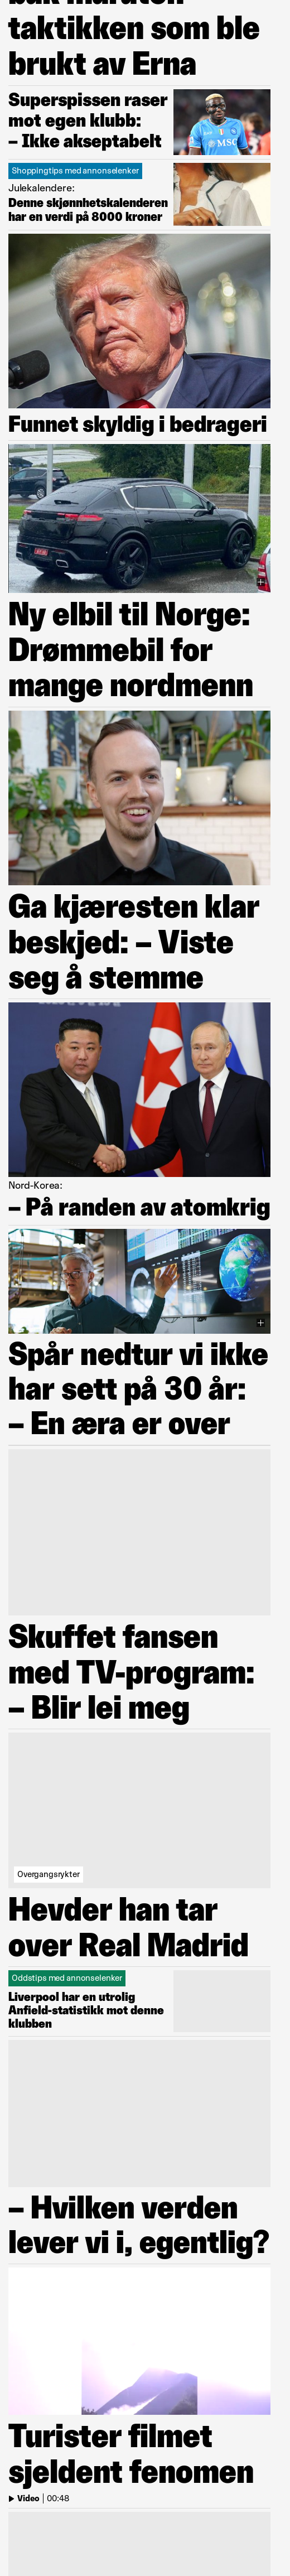 taktikken som ble
brukt av Erna
Superspissen raser
mot egen klubb:
– Ikke akseptabelt
MSC
Shoppingtips med annonselenker
Julekalendere:
Denne skjønnhetskalenderen
har en verdi på 8000 kroner
Funnet skyldig i bedrageri
Ny elbil til Norge:
Drømmebil for
mange nordmenn
Ga kjæresten klar
beskjed: – Viste
seg å stemme
Nord-Korea:
– På randen av atomkrig
Spår nedtur vi ikke
har sett på 30 år:
– En æra er over
Skuffet fansen
med TV-program:
– Blir lei meg
Overgangsrykter
Hevder han tar
over Real Madrid
Oddstips med annonselenker
Liverpool har en utrolig
Anfield-statistikk mot denne
klubben
– Hvilken verden
lever vi i, egentlig?
Turister filmet
sjeldent fenomen
Video | 00:48